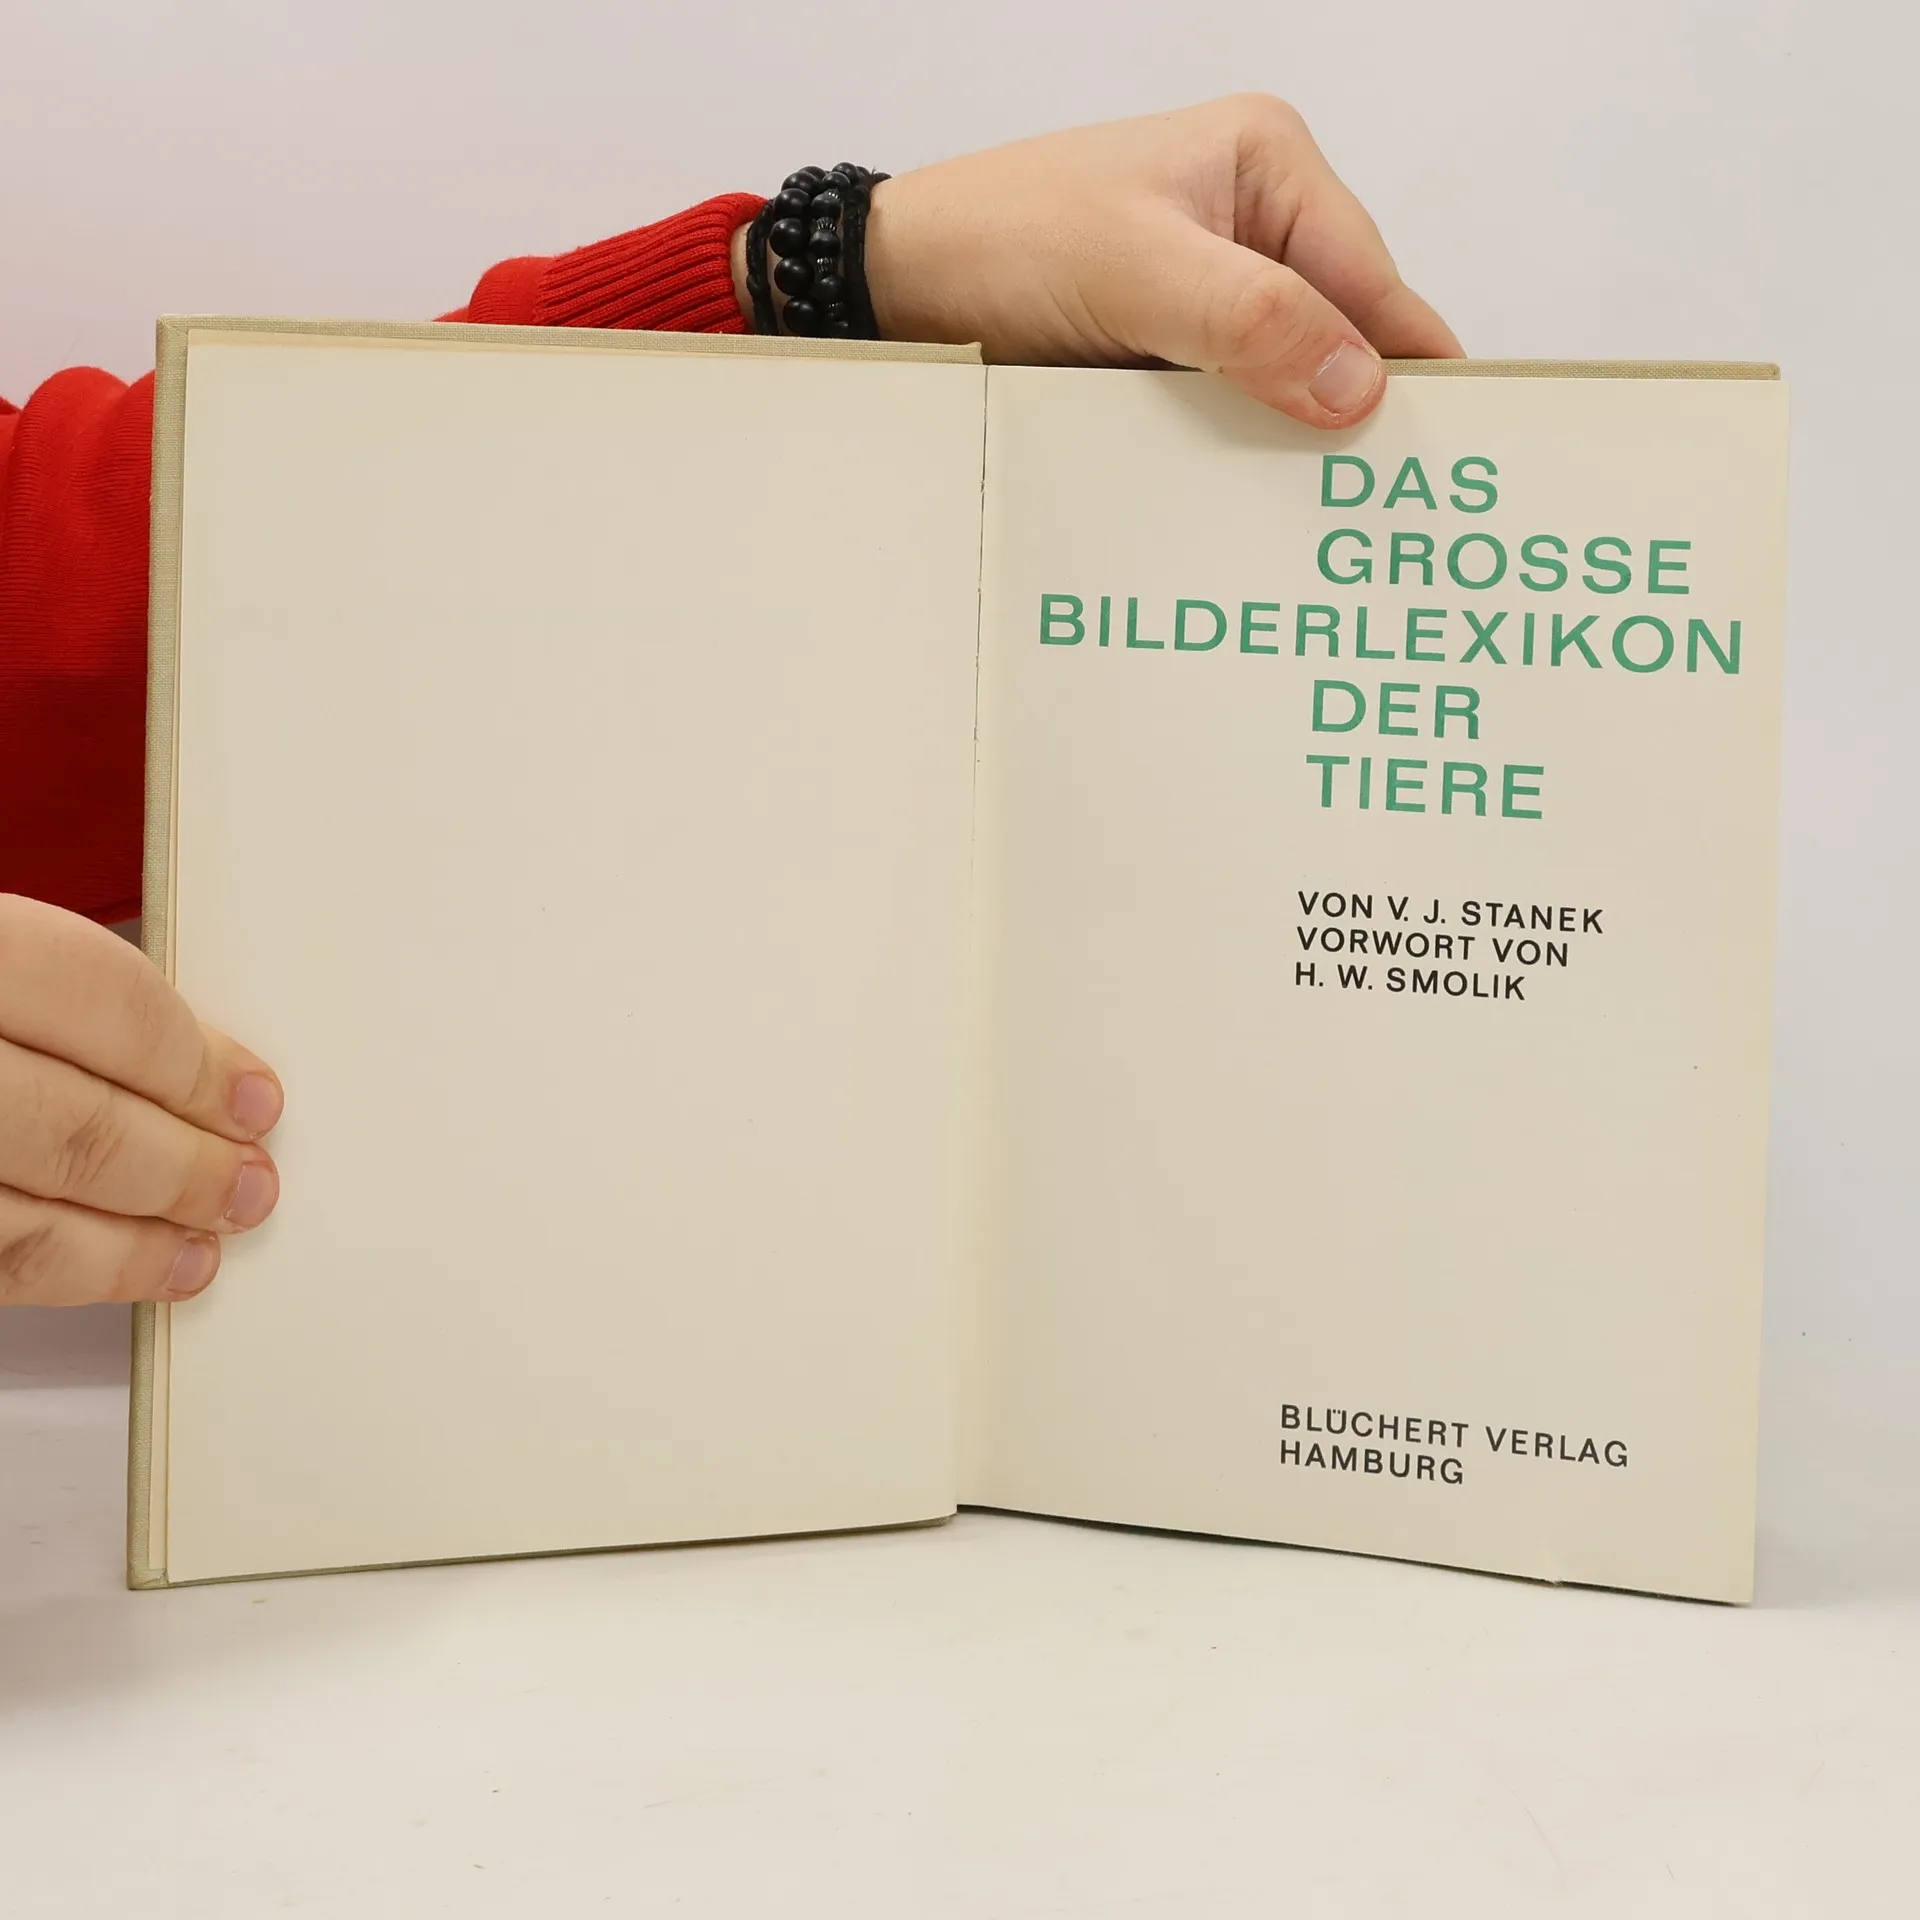 DAS
GROSSE
BILDERLEXIKON
DER
TIERE
VON V. J. STANEK
VORWORT VON
H. W. SMOLIK
BLÜCHERT VERLAG
HAMBURG